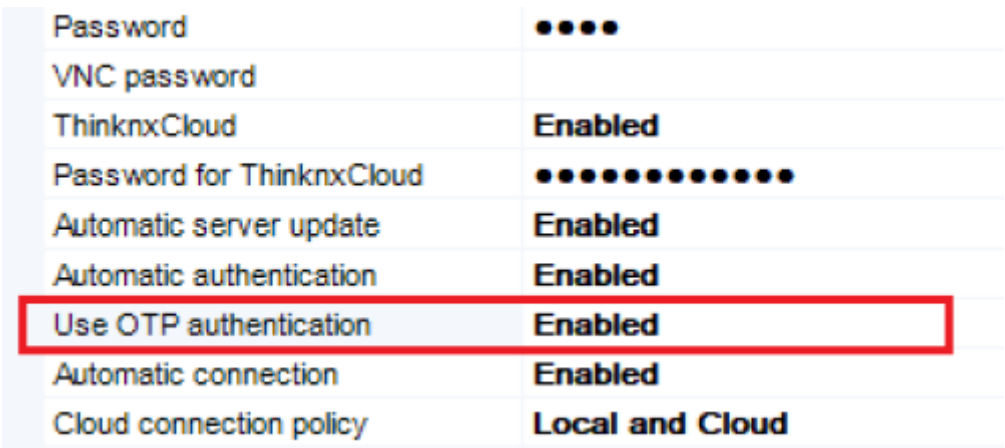 Password ●●●●
VNC password
ThinknxCloud Enabled
Password for ThinknxCloud ●●●●●●●●●●●●
Automatic server update Enabled
Automatic authentication Enabled
Use OTP authentication Enabled
Automatic connection Enabled
Cloud connection policy Local and Cloud